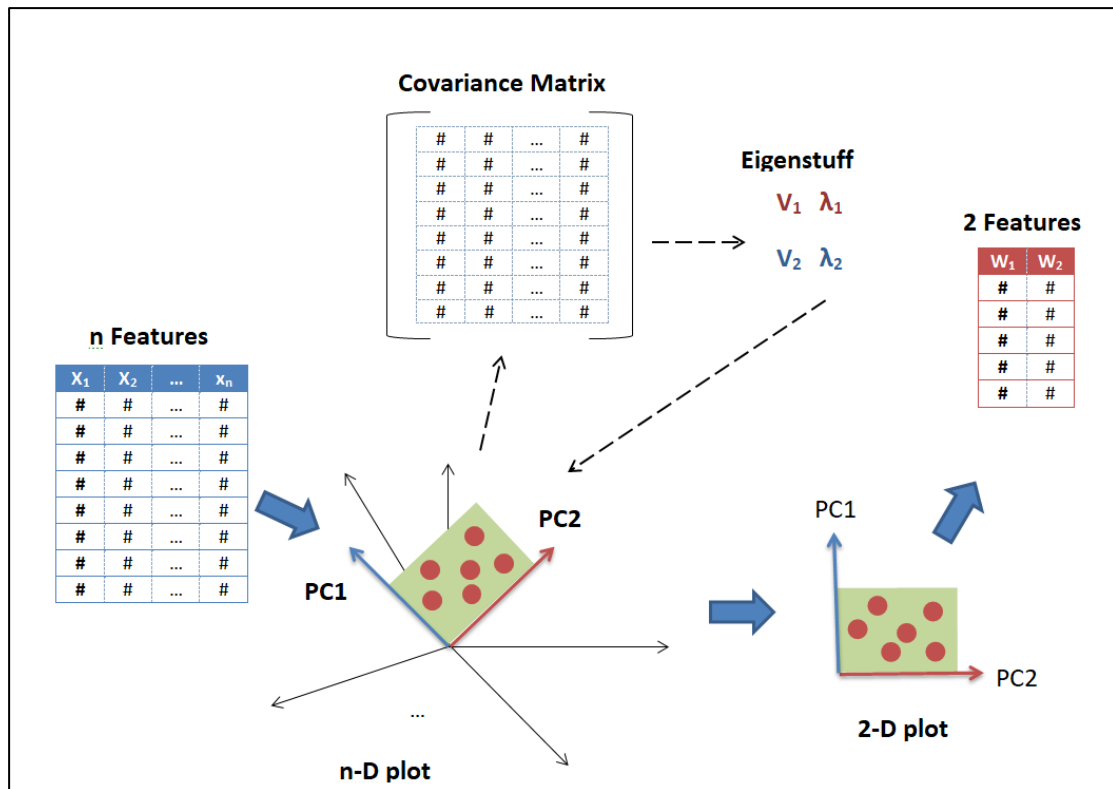 Covariance Matrix
# # ... #
# # ... #
# # ... #
# # ... #
# # ... #
# # ... #
# # ... #
# # ... #
Eigenstuff
V₁ λ₁
V₂ λ₂
2 Features
W₁ W₂
# #
# #
# #
# #
# #
n Features
X₁ X₂ ... xₙ
# # ... #
# # ... #
# # ... #
# # ... #
# # ... #
# # ... #
# # ... #
# # ... #
PC1
PC2
...
n-D plot
PC1
PC2
2-D plot